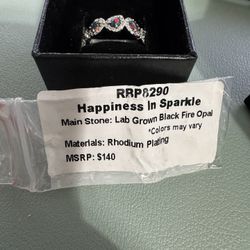 RRP8290
Happiness In Sparkle
Main Stone: Lab Grown Black Fire Opal
*Colors may vary
Materials: Rhodium Plating
MSRP: $140